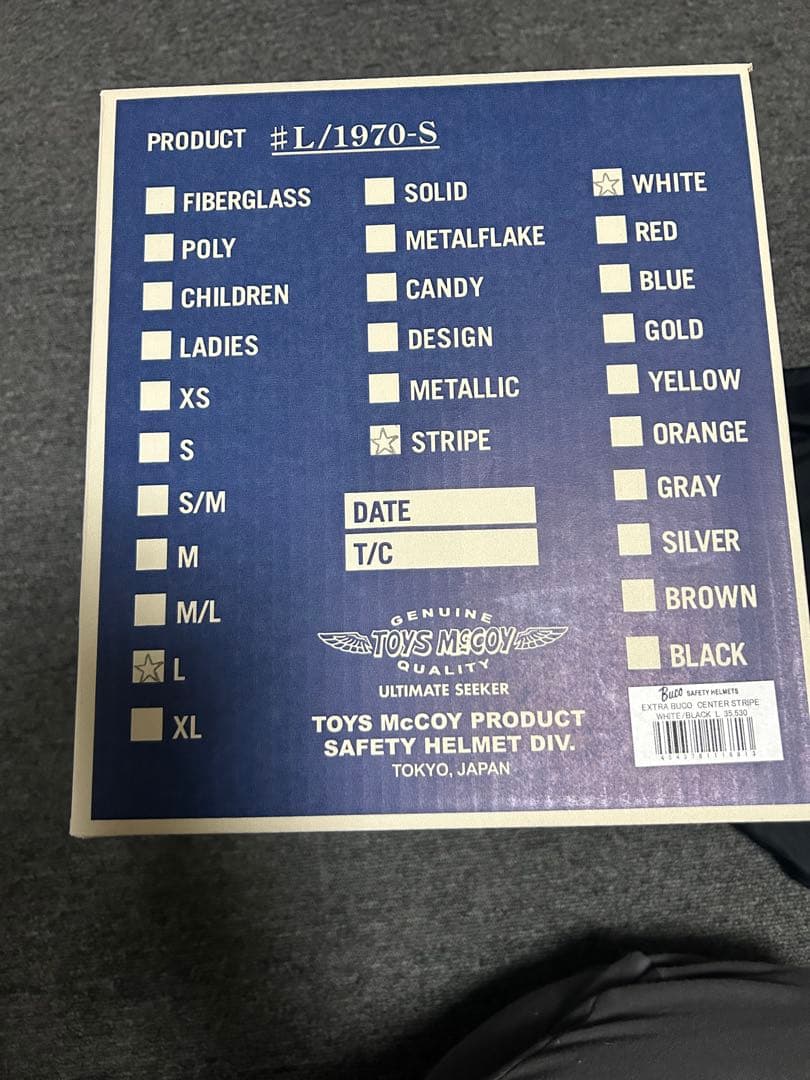 PRODUCT #L/1970-S
FIBERGLASS
POLY
CHILDREN
LADIES
XS
S
S/M
M
M/L
L
XL
SOLID
METALFLAKE
CANDY
DESIGN
METALLIC
STRIPE
DATE
T/C
WHITE
RED
BLUE
GOLD
YELLOW
ORANGE
GRAY
SILVER
BROWN
BLACK
GENUINE
TOYS McCOY
QUALITY
ULTIMATE SEEKER
TOYS McCOY PRODUCT
SAFETY HELMET DIV.
TOKYO, JAPAN
Buco SAFETY HELMETS
EXTRA BUCO CENTER STRIPE
WHITE/BLACK L 35,530